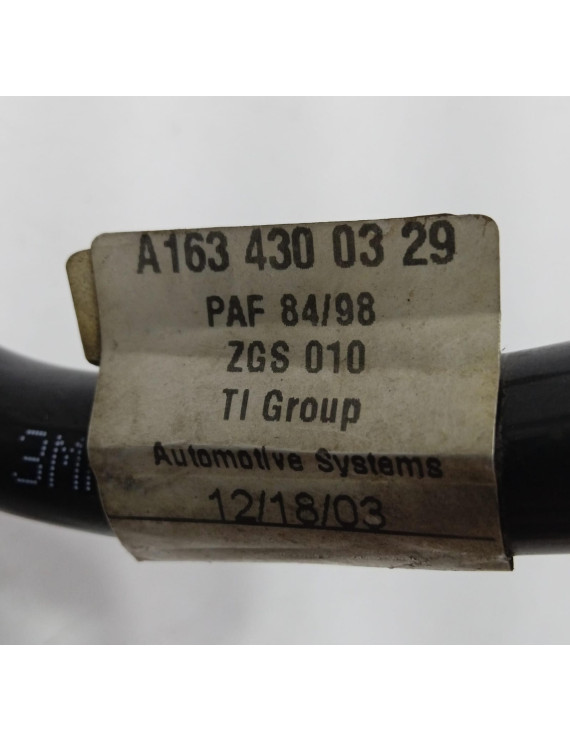 A163 430 03 29
PAF 84/98
ZGS 010
TI Group
Automotive Systems
12/18/03